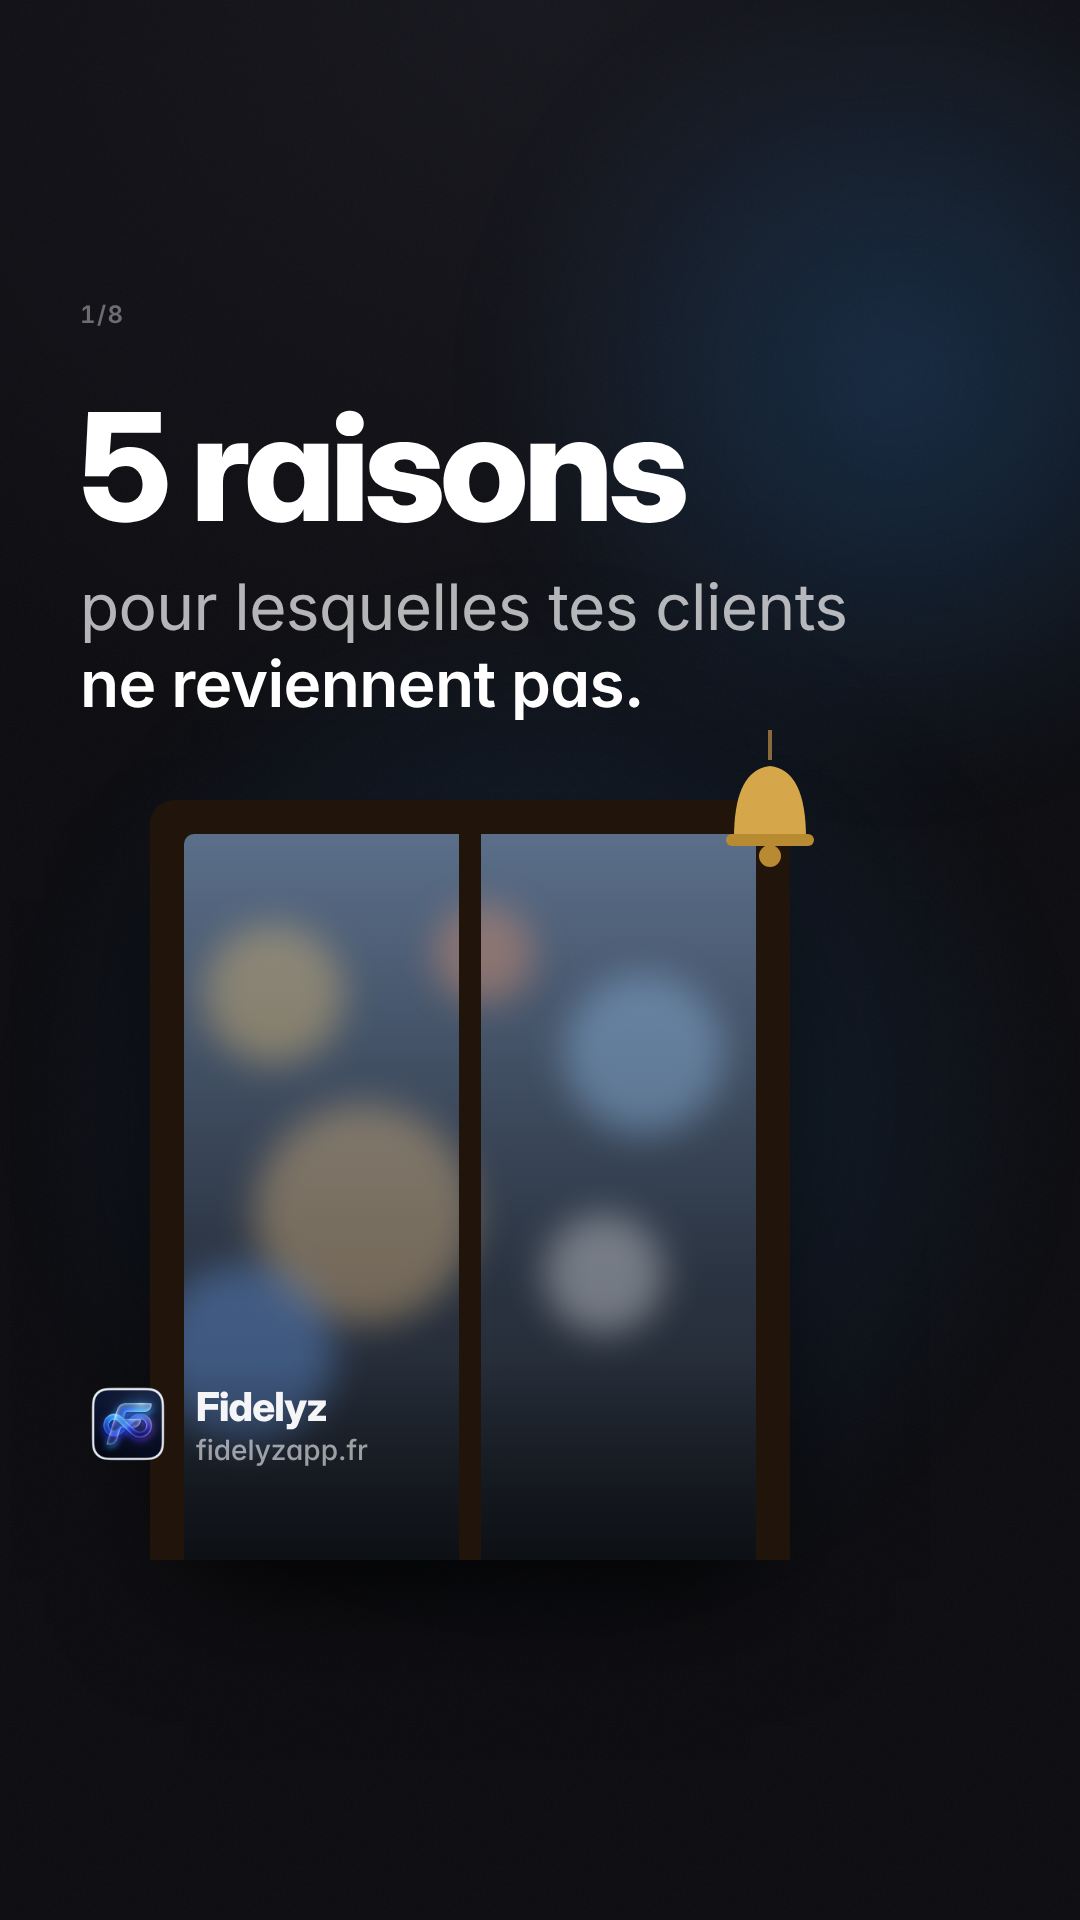 1/8
5 raisons
pour lesquelles tes clients
ne reviennent pas.
Fidelyz
fidelyzapp.fr